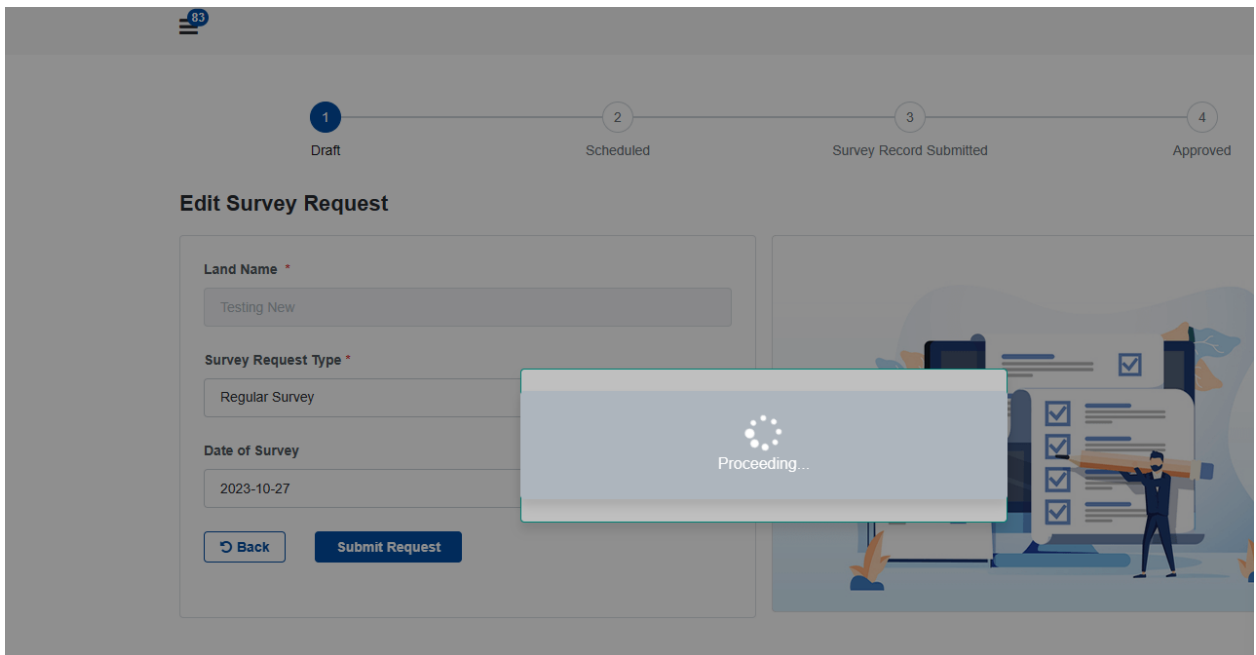 83
1
2
3
4
Draft
Scheduled
Survey Record Submitted
Approved
Edit Survey Request
Land Name *
Testing New
Survey Request Type *
Regular Survey
Date of Survey
2023-10-27
Proceeding...
Back
Submit Request